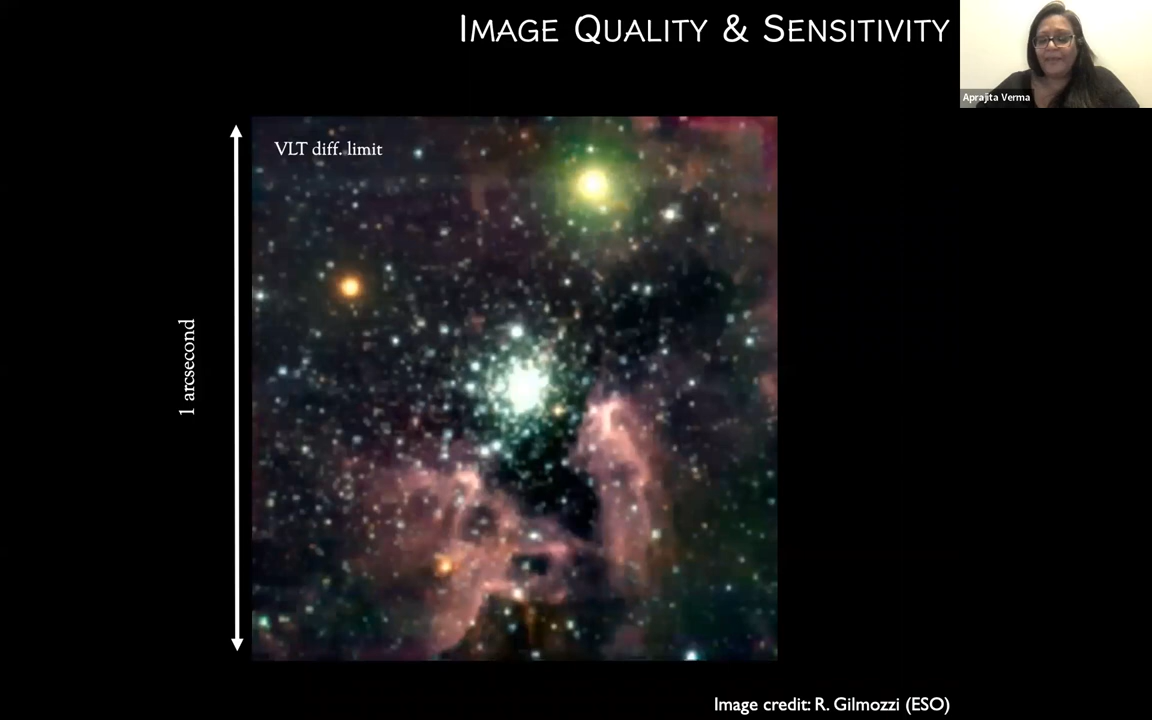 IMAGE QUALITY & SENSITIVITY
Aprajita Verma
VLT diff. limit
1 arcsecond
Image credit: R. Gilmozzi (ESO)